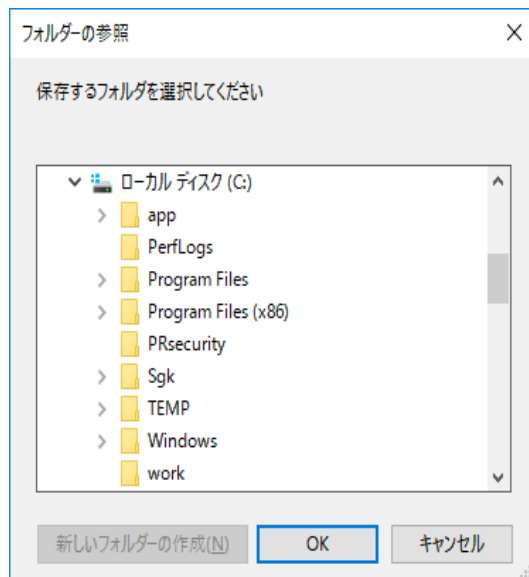 フォルダーの参照
保存するフォルダを選択してください
ローカル ディスク (C:)
app
PerfLogs
Program Files
Program Files (x86)
PRsecurity
Sgk
TEMP
Windows
work
新しいフォルダーの作成(N) OK キャンセル